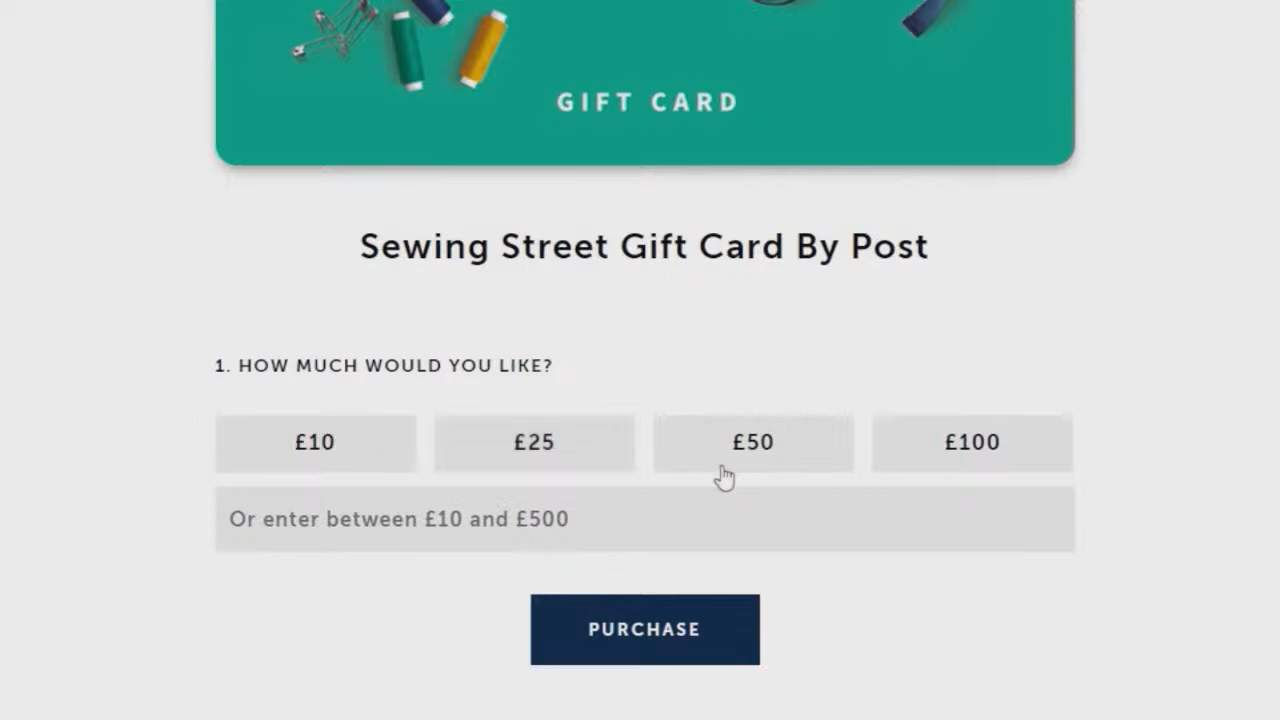 GIFT CARD
Sewing Street Gift Card By Post
1. HOW MUCH WOULD YOU LIKE?
£10 £25 £50 £100
Or enter between £10 and £500
PURCHASE